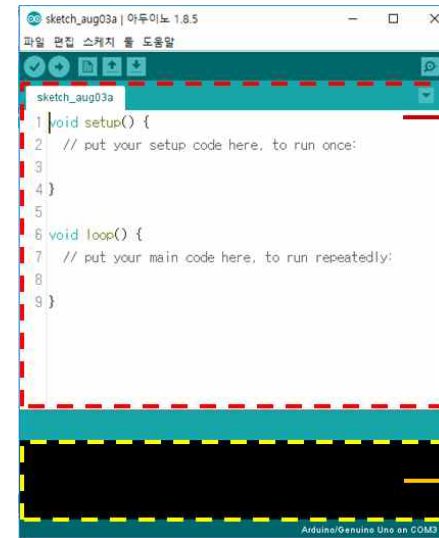 sketch_aug03a | 아두이노 1.8.5
파일 편집 스케치 툴 도움말
sketch_aug03a
1 void setup() {
2 // put your setup code here, to run once:
3
4 }
5
6 void loop() {
7 // put your main code here, to run repeatedly:
8
9 }
Arduino/Genuino Uno on COM3